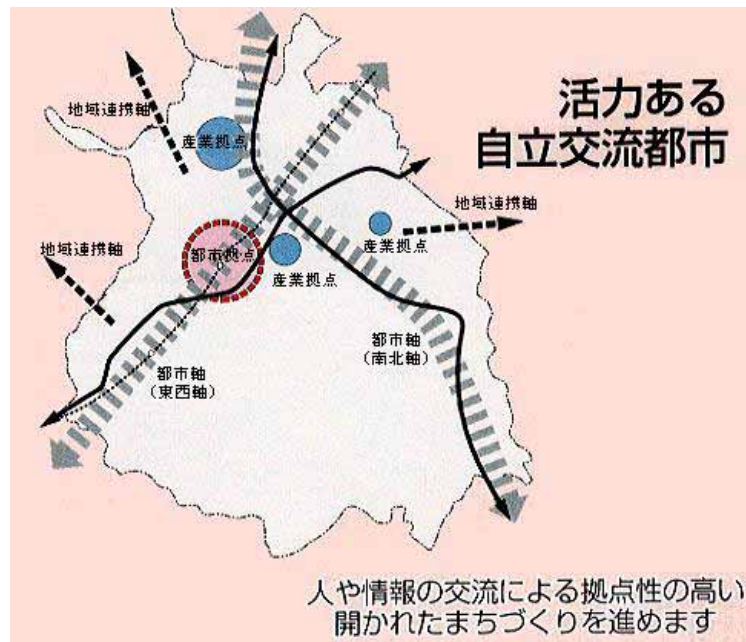 活力ある
自立交流都市
地域連携軸
産業拠点
地域連携軸
産業拠点
地域連携軸
都市拠点
産業拠点
都市軸
(南北軸)
都市軸
(東西軸)
人や情報の交流による拠点性の高い
開かれたまちづくりを進めます